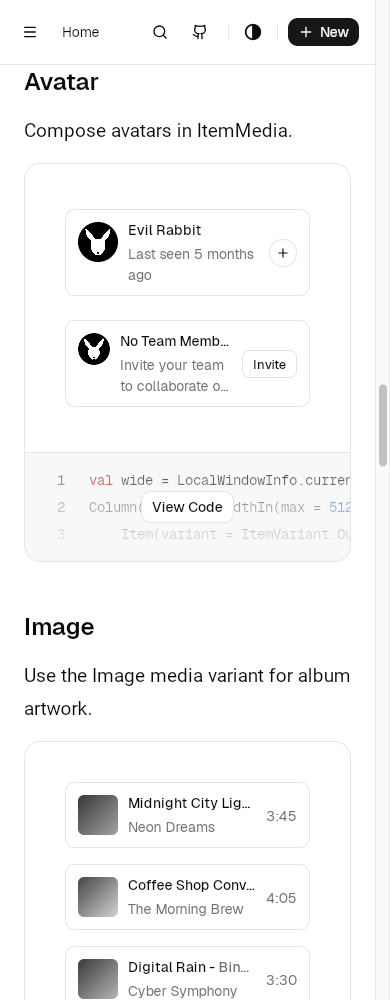 Home
New
Avatar
Compose avatars in ItemMedia.
Evil Rabbit
Last seen 5 months
ago
No Team Memb…
Invite your team
to collaborate o…
Invite
1 val wide = LocalWindowInfo.curren
2 Column( dthIn(max = 512
View Code
3 Item(variant = ItemVariant.Ou
Image
Use the Image media variant for album
artwork.
Midnight City Lig…
Neon Dreams
3:45
Coffee Shop Conv…
The Morning Brew
4:05
Digital Rain - Bin…
Cyber Symphony
3:30